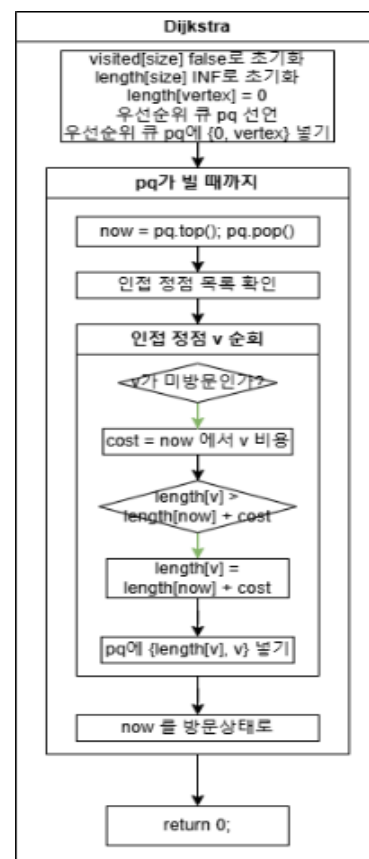 Dijkstra
visited[size] false로 초기화
length[size] INF로 초기화
length[vertex] = 0
우선순위 큐 pq 선언
우선순위 큐 pq에 {0, vertex} 넣기
pq가 빌 때까지
now = pq.top(); pq.pop()
인접 정점 목록 확인
인접 정점 v 순회
v가 미방문인가?
cost = now 에서 v 비용
length[v] >
length[now] + cost
length[v] =
length[now] + cost
pq에 {length[v], v} 넣기
now 를 방문상태로
return 0;